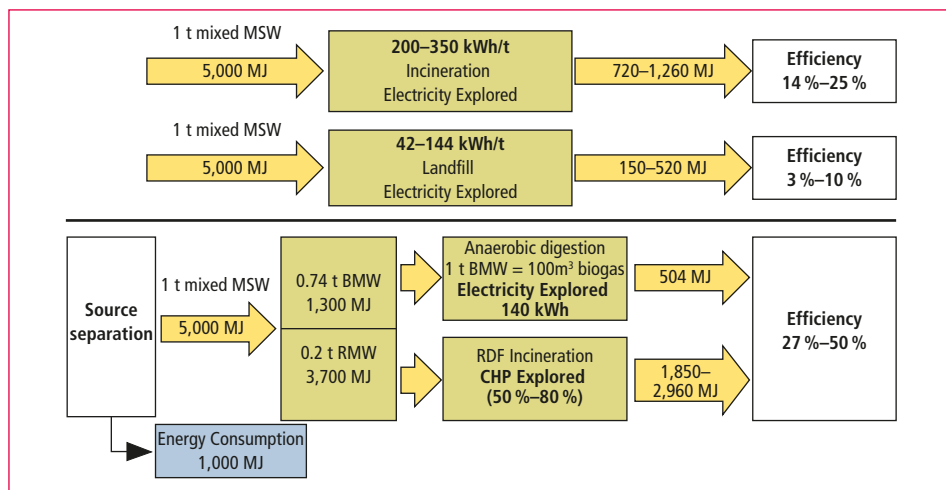 1 t mixed MSW
5,000 MJ
200–350 kWh/t
Incineration
Electricity Explored
720–1,260 MJ
Efficiency
14 %–25 %
1 t mixed MSW
5,000 MJ
42–144 kWh/t
Landfill
Electricity Explored
150–520 MJ
Efficiency
3 %–10 %
Source
separation
1 t mixed MSW
5,000 MJ
0.74 t BMW
1,300 MJ
0.2 t RMW
3,700 MJ
Anaerobic digestion
1 t BMW = 100m³ biogas
Electricity Explored
140 kWh
504 MJ
RDF Incineration
CHP Explored
(50 %–80 %)
1,850–
2,960 MJ
Efficiency
27 %–50 %
Energy Consumption
1,000 MJ